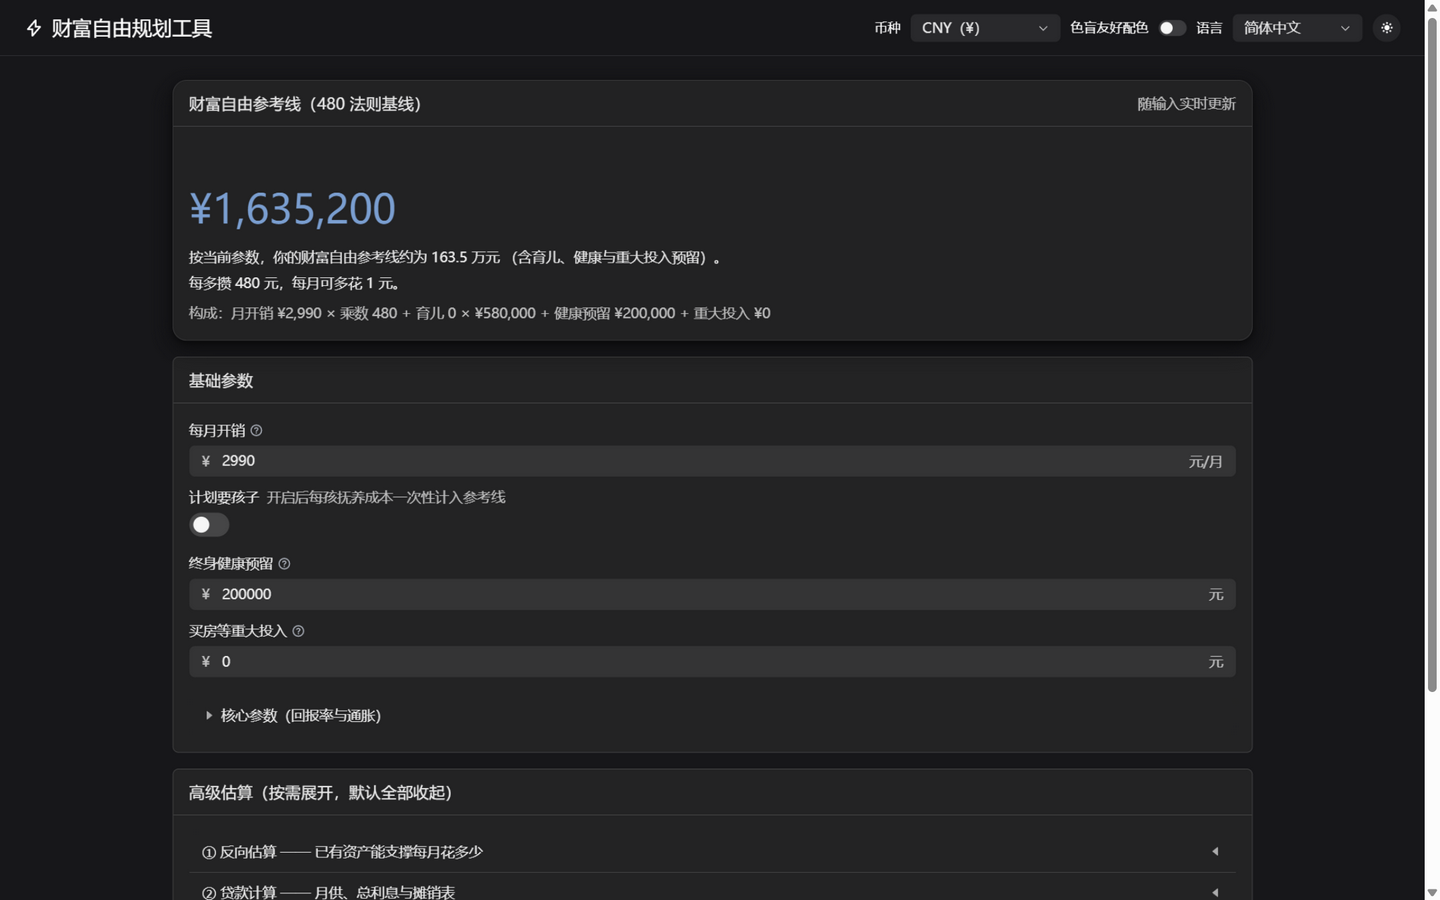 财富自由规划工具
币种 CNY (¥) 色盲友好配色 语言 简体中文
财富自由参考线（480 法则基线） 随输入实时更新
¥1,635,200
按当前参数，你的财富自由参考线约为 163.5 万元 （含育儿、健康与重大投入预留）。
每多攒 480 元，每月可多花 1 元。
构成：月开销 ¥2,990 × 乘数 480 + 育儿 0 × ¥580,000 + 健康预留 ¥200,000 + 重大投入 ¥0
基础参数
每月开销
¥ 2990 元/月
计划要孩子 开启后每孩抚养成本一次性计入参考线
终身健康预留
¥ 200000 元
买房等重大投入
¥ 0 元
核心参数（回报率与通胀）
高级估算（按需展开，默认全部收起）
① 反向估算 —— 已有资产能支撑每月花多少
② 贷款计算 —— 月供、总利息与摊销表